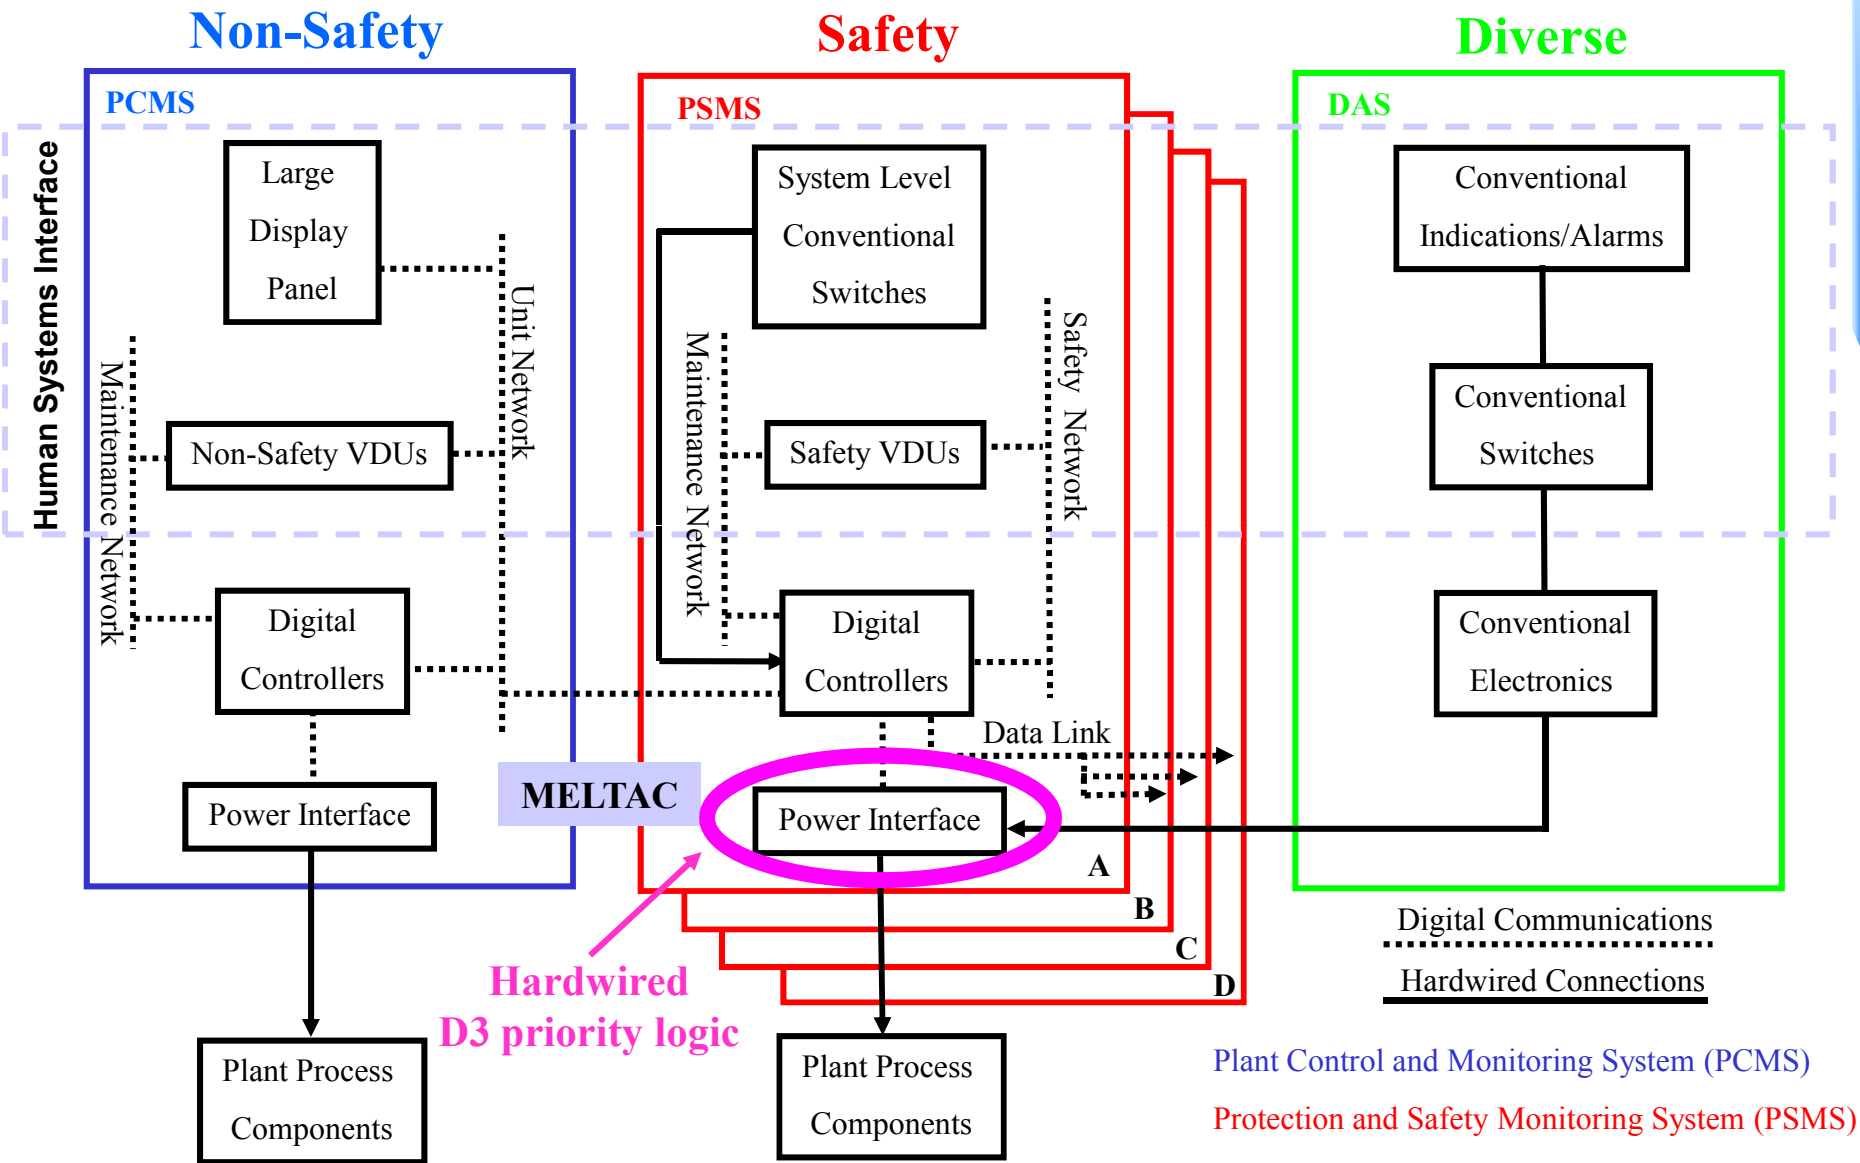 Non-Safety
Safety
Diverse
PCMS
PSMS
DAS
Human Systems Interface
Large
Display
Panel
Unit Network
Maintenance Network
Non-Safety VDUs
Digital
Controllers
Power Interface
Plant Process
Components
System Level
Conventional
Switches
Maintenance Network
Safety Network
Safety VDUs
Digital
Controllers
Data Link
MELTAC
Power Interface
A
B
C
D
Hardwired
D3 priority logic
Plant Process
Components
Conventional
Indications/Alarms
Conventional
Switches
Conventional
Electronics
Digital Communications
Hardwired Connections
Plant Control and Monitoring System (PCMS)
Protection and Safety Monitoring System (PSMS)